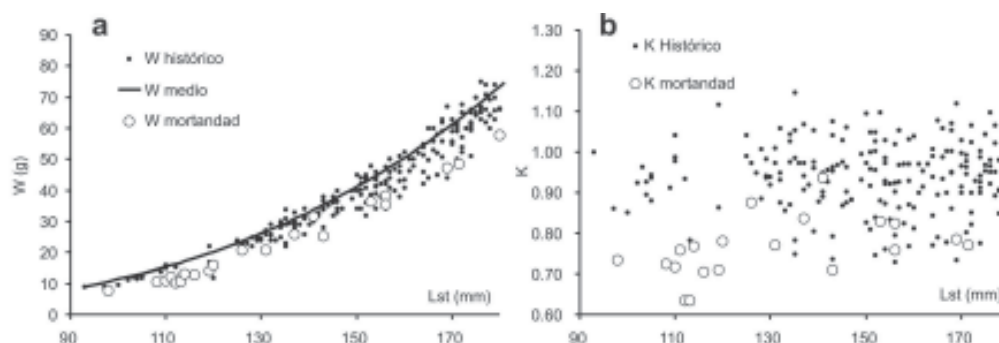 a
90
80
70
60
50
40
30
20
10
0
W (g)
W histórico
W medio
W mortandad
Lst (mm)
90
110
130
150
170
b
1.30
1.20
1.10
1.00
0.90
0.80
0.70
0.60
K
K Histórico
K mortandad
Lst (mm)
90
110
130
150
170